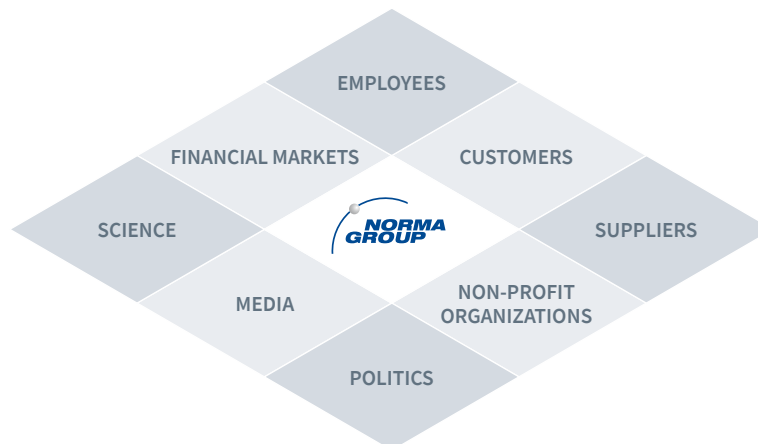 EMPLOYEES
FINANCIAL MARKETS
CUSTOMERS
SCIENCE
NORMA
GROUP
SUPPLIERS
MEDIA
NON-PROFIT
ORGANIZATIONS
POLITICS